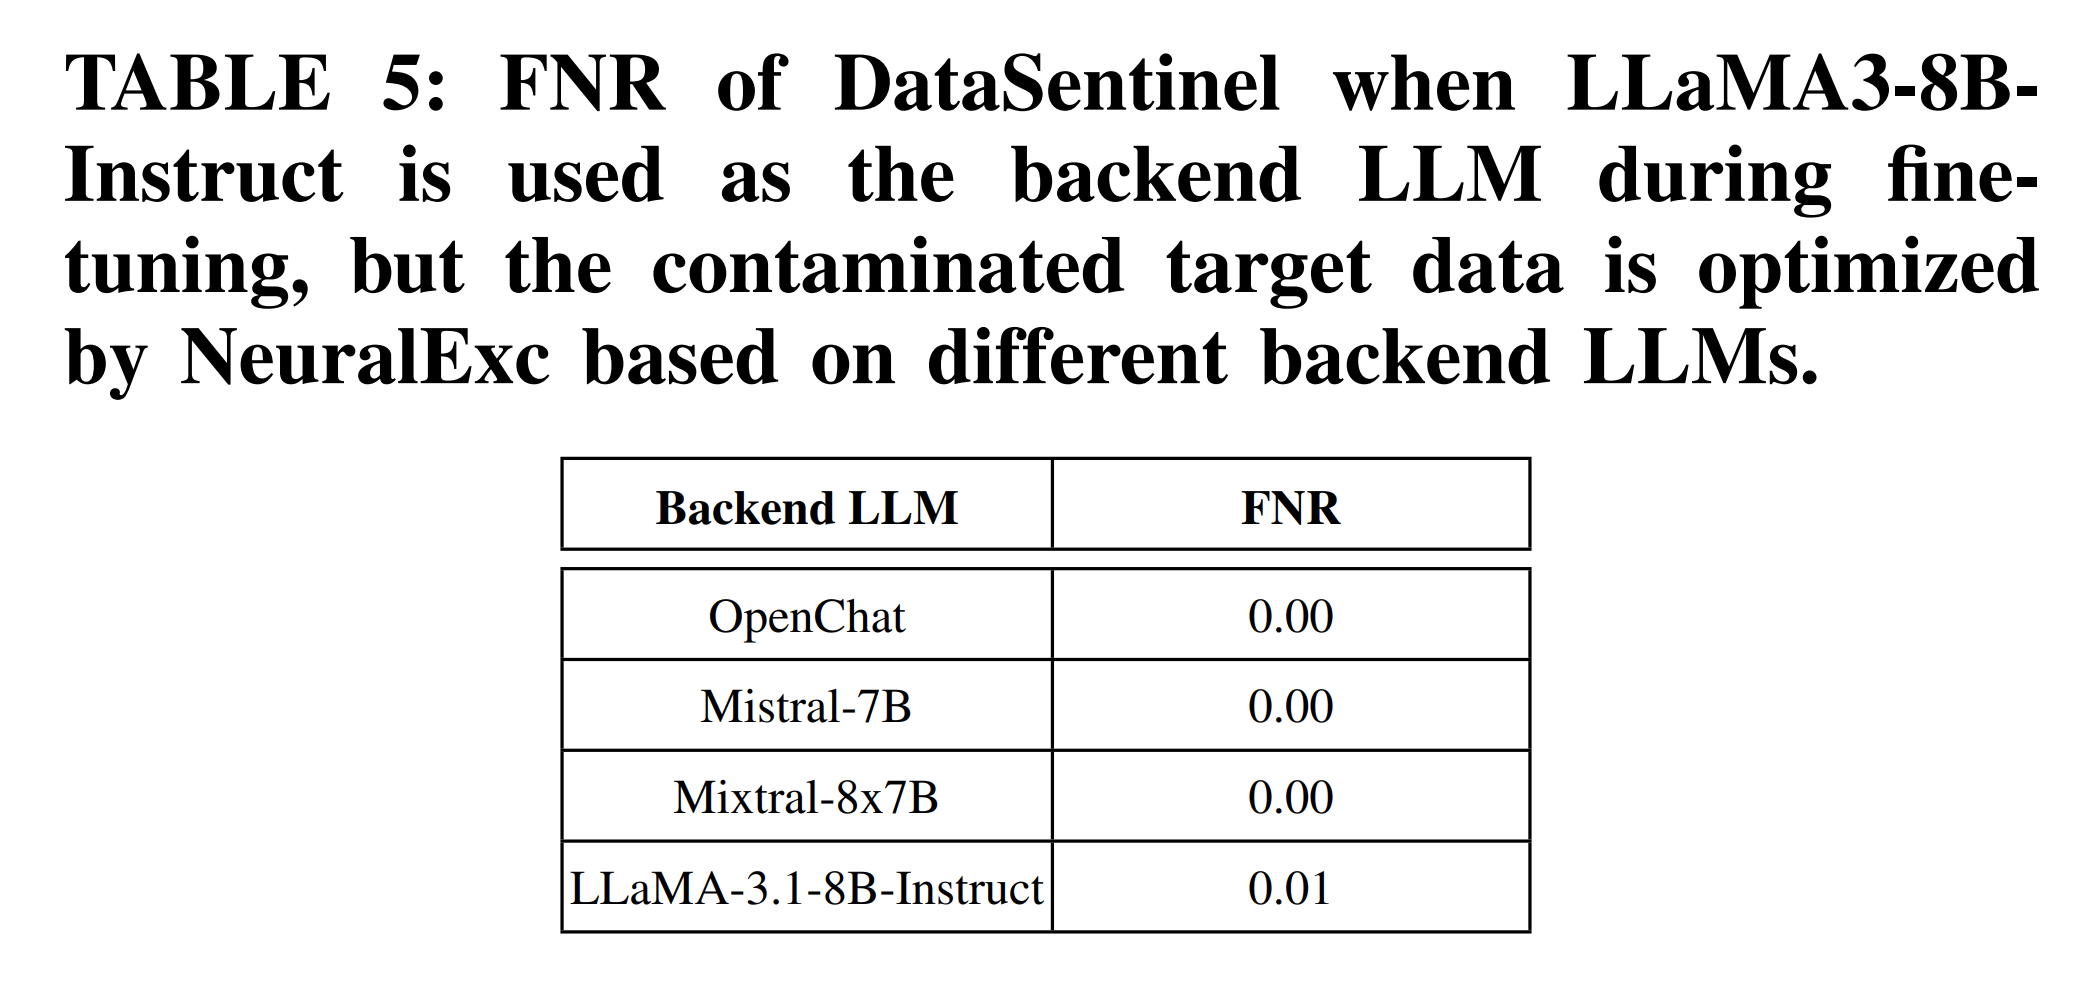 TABLE 5: FNR of DataSentinel when LLaMA3-8B-
Instruct is used as the backend LLM during fine-
tuning, but the contaminated target data is optimized
by NeuralExc based on different backend LLMs.
Backend LLM FNR
OpenChat 0.00
Mistral-7B 0.00
Mixtral-8x7B 0.00
LLaMA-3.1-8B-Instruct 0.01